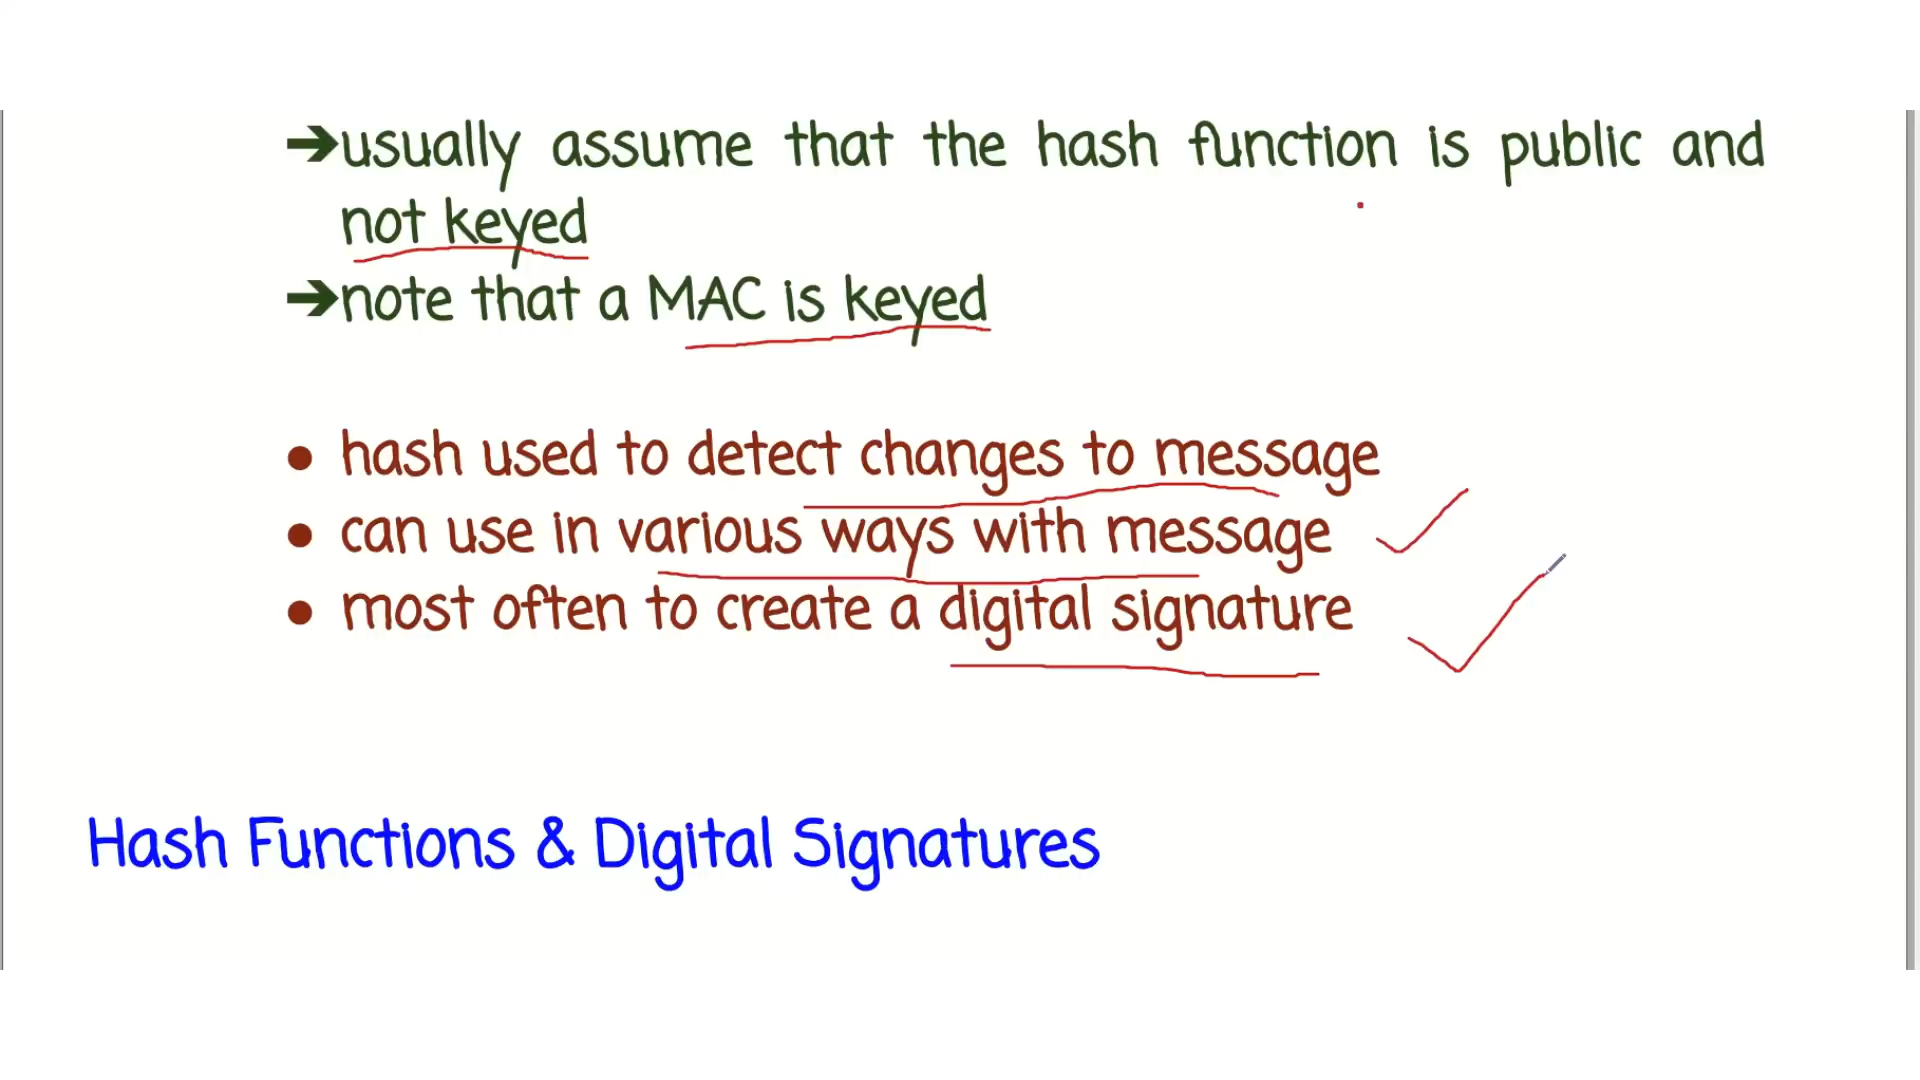 ➔usually assume that the hash function is public and
not keyed
➔note that a MAC is keyed
● hash used to detect changes to message
● can use in various ways with message
● most often to create a digital signature
Hash Functions & Digital Signatures